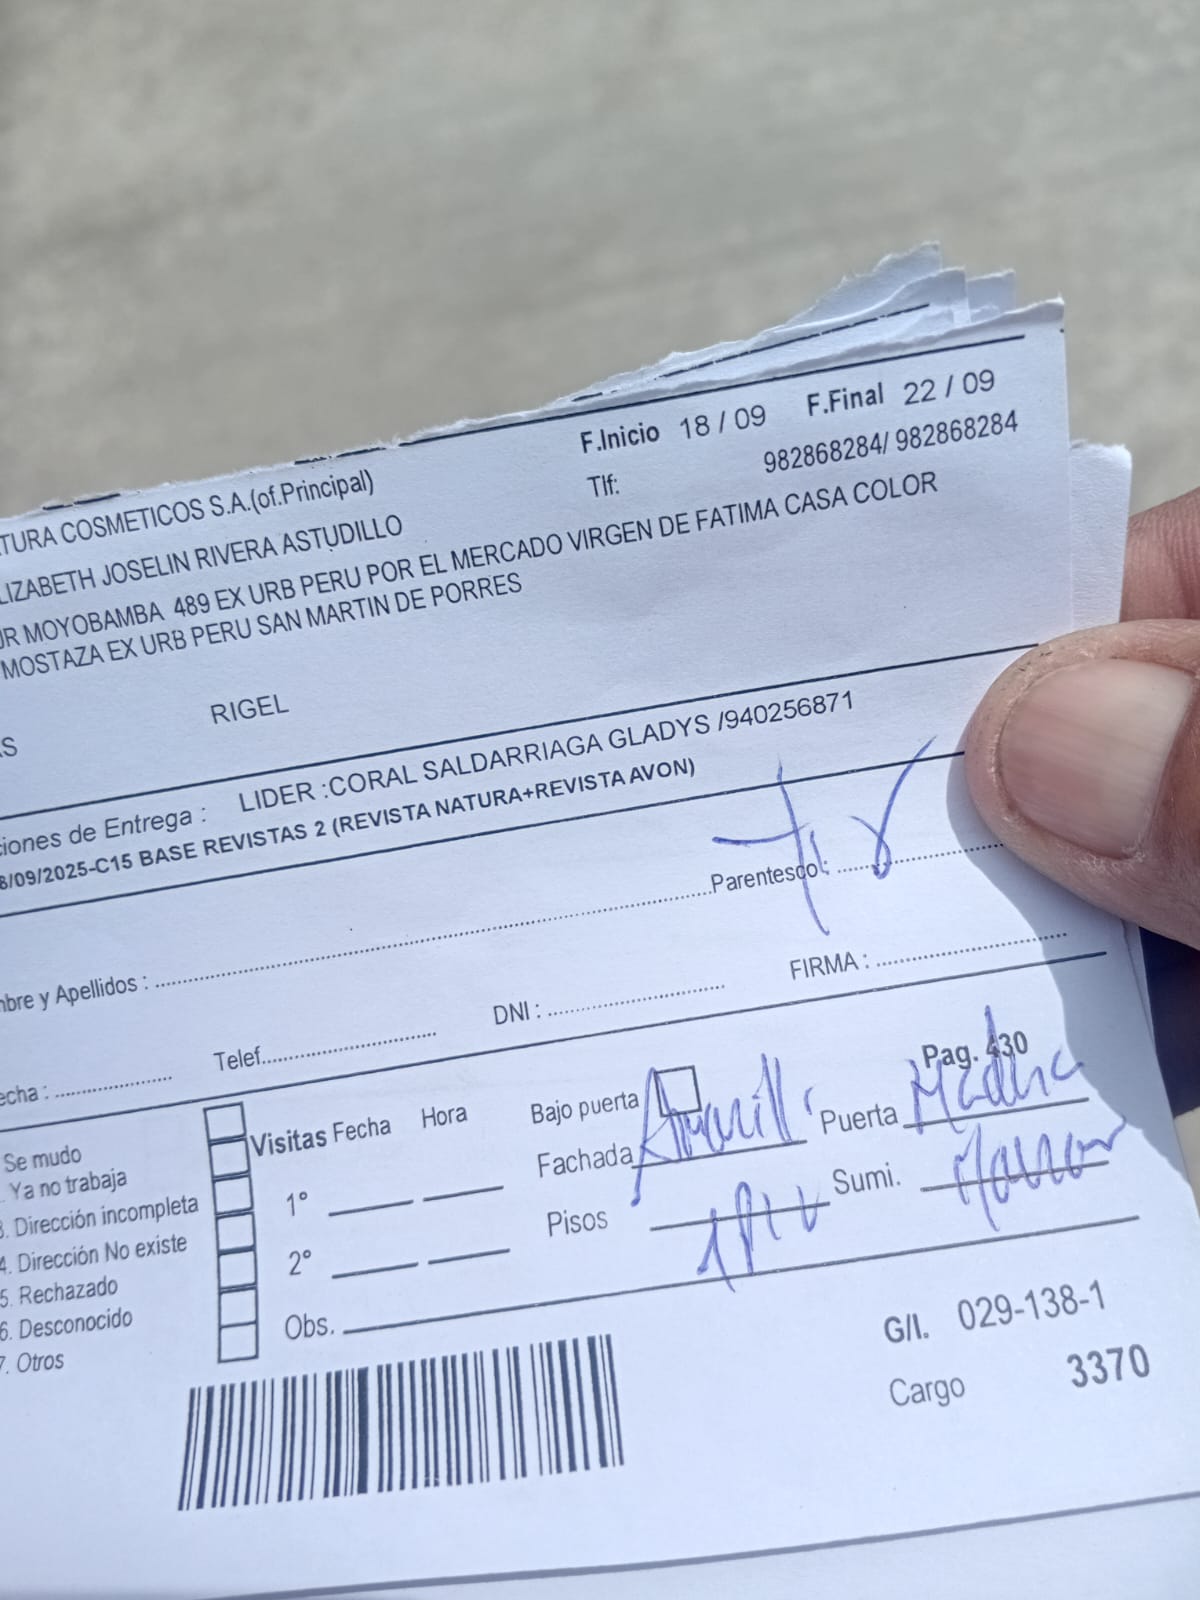 F.Inicio 18 / 09 F.Final 22 / 09
TURA COSMETICOS S.A.(of.Principal) Tlf: 982868284/ 982868284
LIZABETH JOSELIN RIVERA ASTUDILLO
JR MOYOBAMBA 489 EX URB PERU POR EL MERCADO VIRGEN DE FATIMA CASA COLOR
MOSTAZA EX URB PERU SAN MARTIN DE PORRES
RIGEL
AS
ciones de Entrega : LIDER :CORAL SALDARRIAGA GLADYS /940256871
8/09/2025-C15 BASE REVISTAS 2 (REVISTA NATURA+REVISTA AVON)
mbre y Apellidos : Parentesco :
echa : Telef. DNI : FIRMA :
Pag. 430
Se mudo
Ya no trabaja
3. Dirección incompleta
4. Dirección No existe
5. Rechazado
6. Desconocido
7. Otros
Visitas Fecha Hora
1°
2°
Obs.
Bajo puerta
Fachada Puerta
Pisos Sumi.
G/I. 029-138-1
Cargo 3370